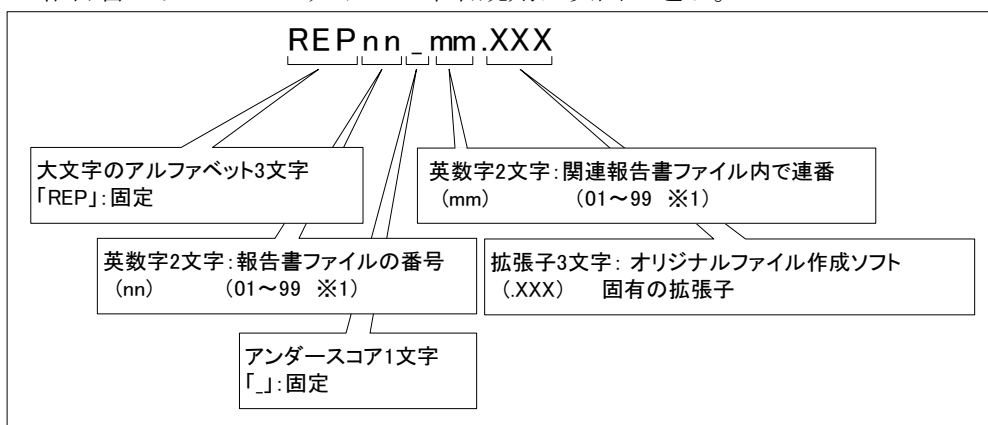 REPnn_mm.XXX
大文字のアルファベット3文字
「REP」：固定
英数字2文字：関連報告書ファイル内で連番
(mm) (01～99 ※1)
英数字2文字：報告書ファイルの番号
(nn) (01～99 ※1)
拡張子3文字： オリジナルファイル作成ソフト
(.XXX) 固有の拡張子
アンダースコア1文字
「_」：固定